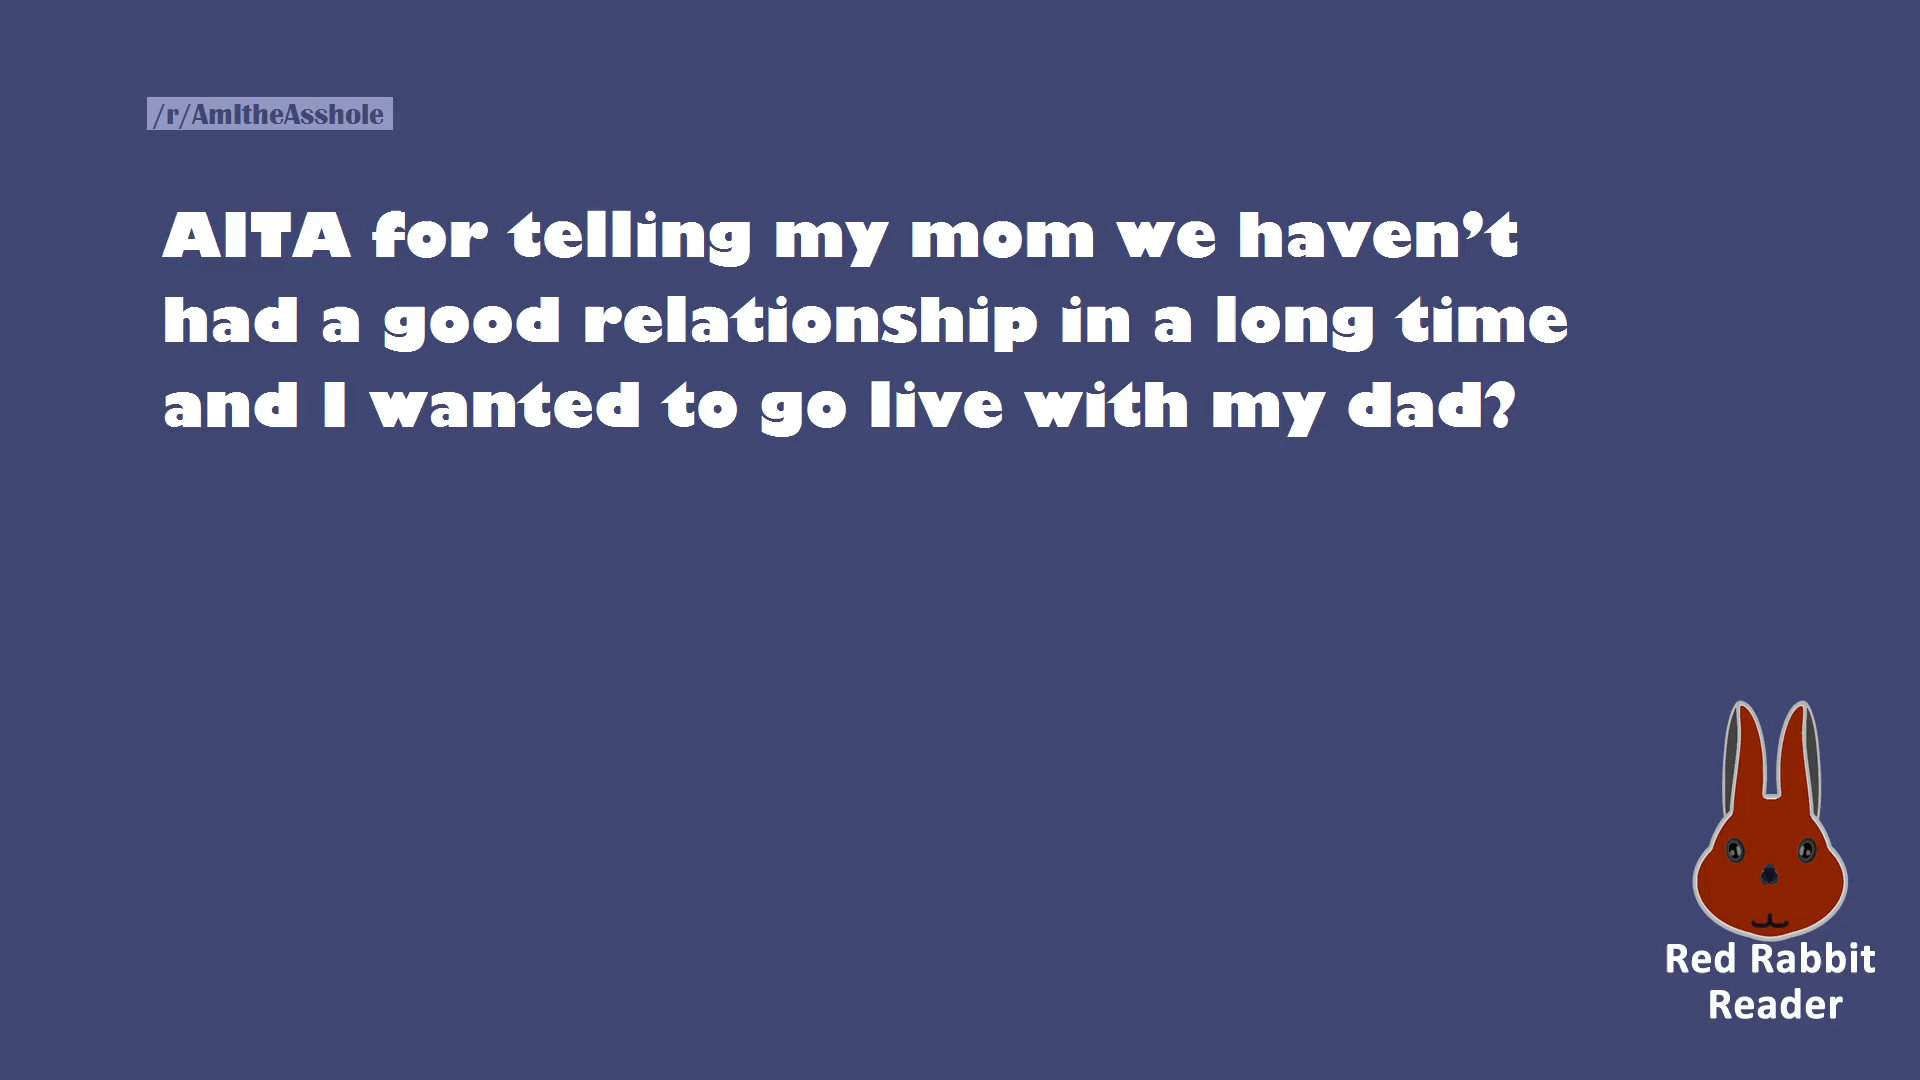 /r/AmItheAsshole
AITA for telling my mom we haven’t
had a good relationship in a long time
and I wanted to go live with my dad?
Red Rabbit
Reader